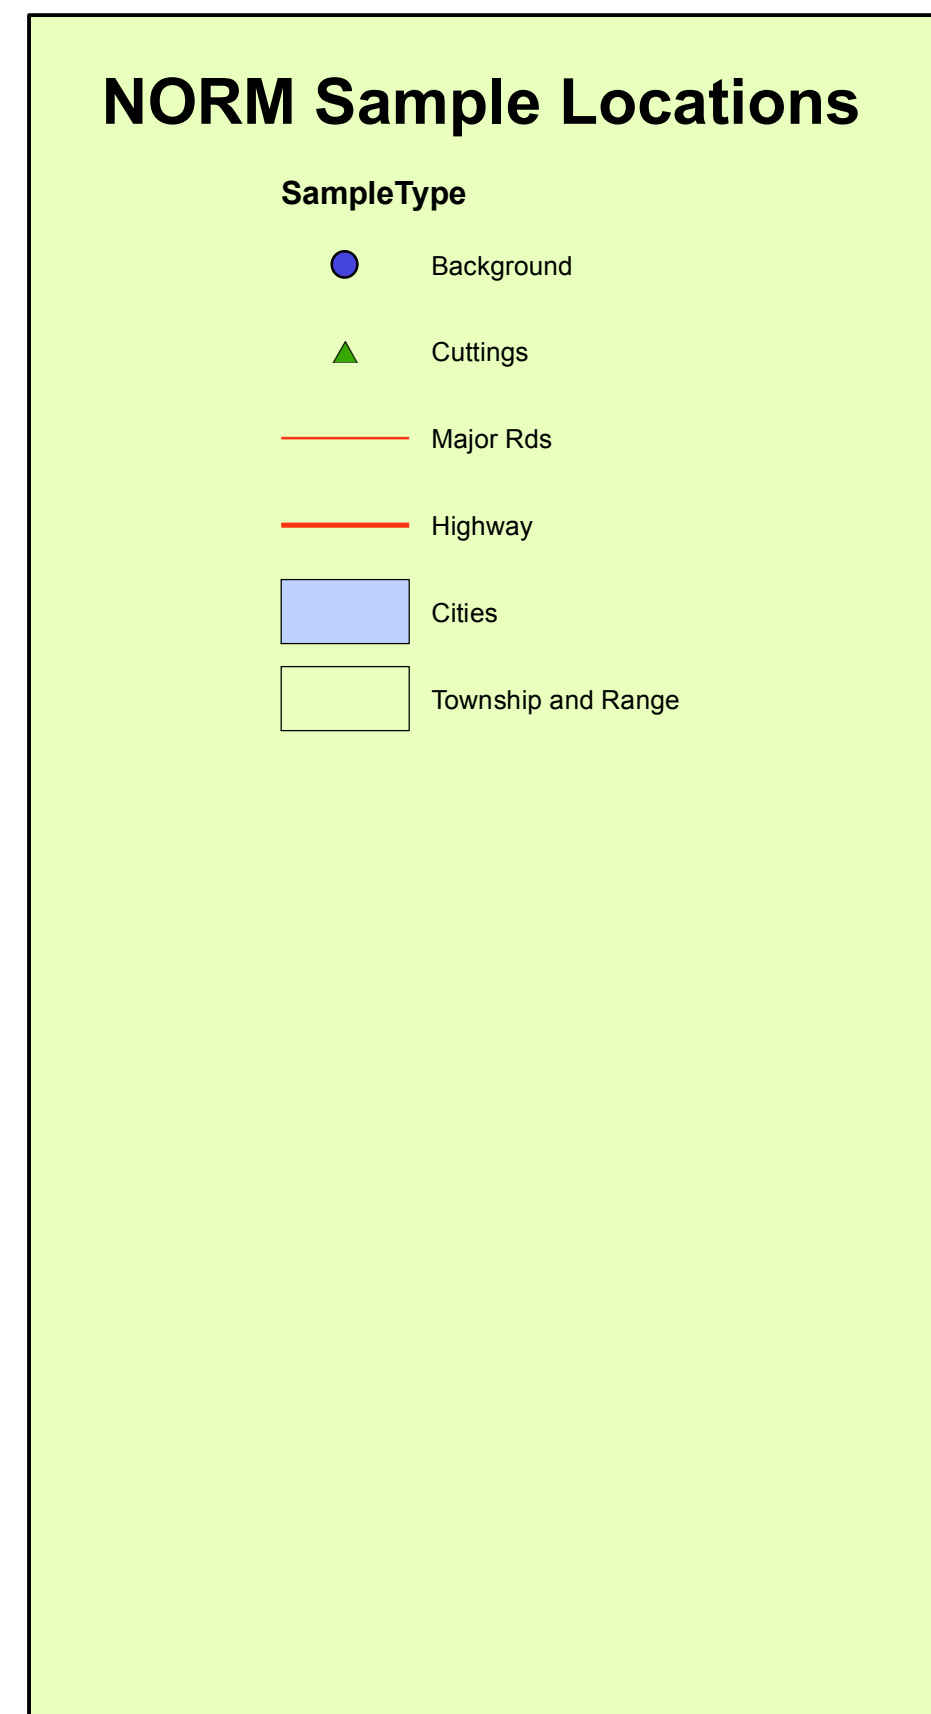 NORM Sample Locations
SampleType
Background
Cuttings
Major Rds
Highway
Cities
Township and Range